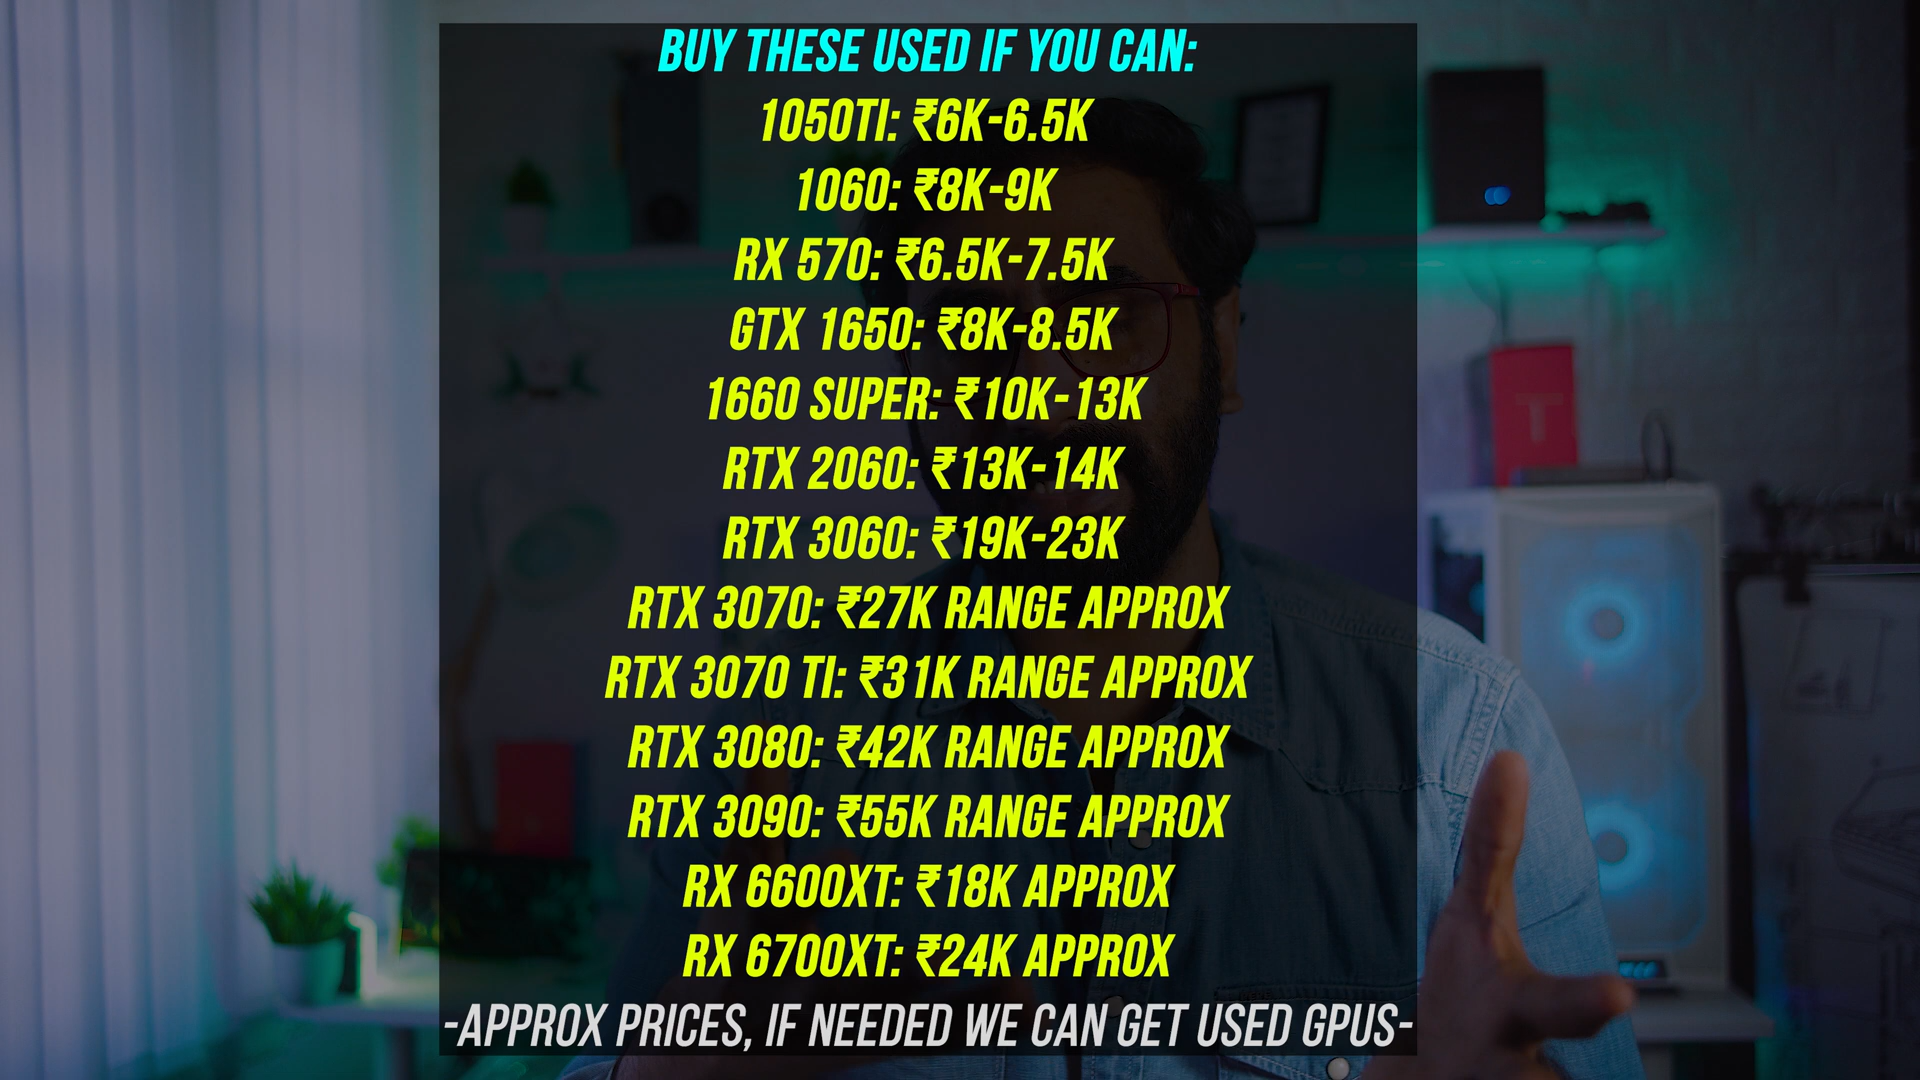 BUY THESE USED IF YOU CAN:
1050TI: ₹6K-6.5K
1060: ₹8K-9K
RX 570: ₹6.5K-7.5K
GTX 1650: ₹8K-8.5K
1660 SUPER: ₹10K-13K
RTX 2060: ₹13K-14K
RTX 3060: ₹19K-23K
RTX 3070: ₹27K RANGE APPROX
RTX 3070 TI: ₹31K RANGE APPROX
RTX 3080: ₹42K RANGE APPROX
RTX 3090: ₹55K RANGE APPROX
RX 6600XT: ₹18K APPROX
RX 6700XT: ₹24K APPROX
-APPROX PRICES, IF NEEDED WE CAN GET USED GPUS-